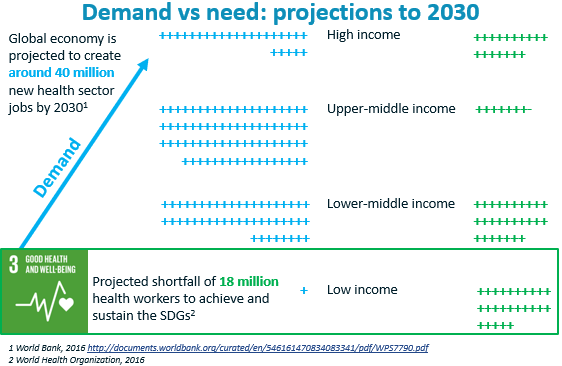 Demand vs need: projections to 2030
Global economy is
projected to create
around 40 million
new health sector
jobs by 2030¹
Demand
High income
Upper-middle income
Lower-middle income
3 GOOD HEALTH
AND WELL-BEING
Projected shortfall of 18 million
health workers to achieve and
sustain the SDGs²
Low income
1 World Bank, 2016 http://documents.worldbank.org/curated/en/546161470834083341/pdf/WPS7790.pdf
2 World Health Organization, 2016